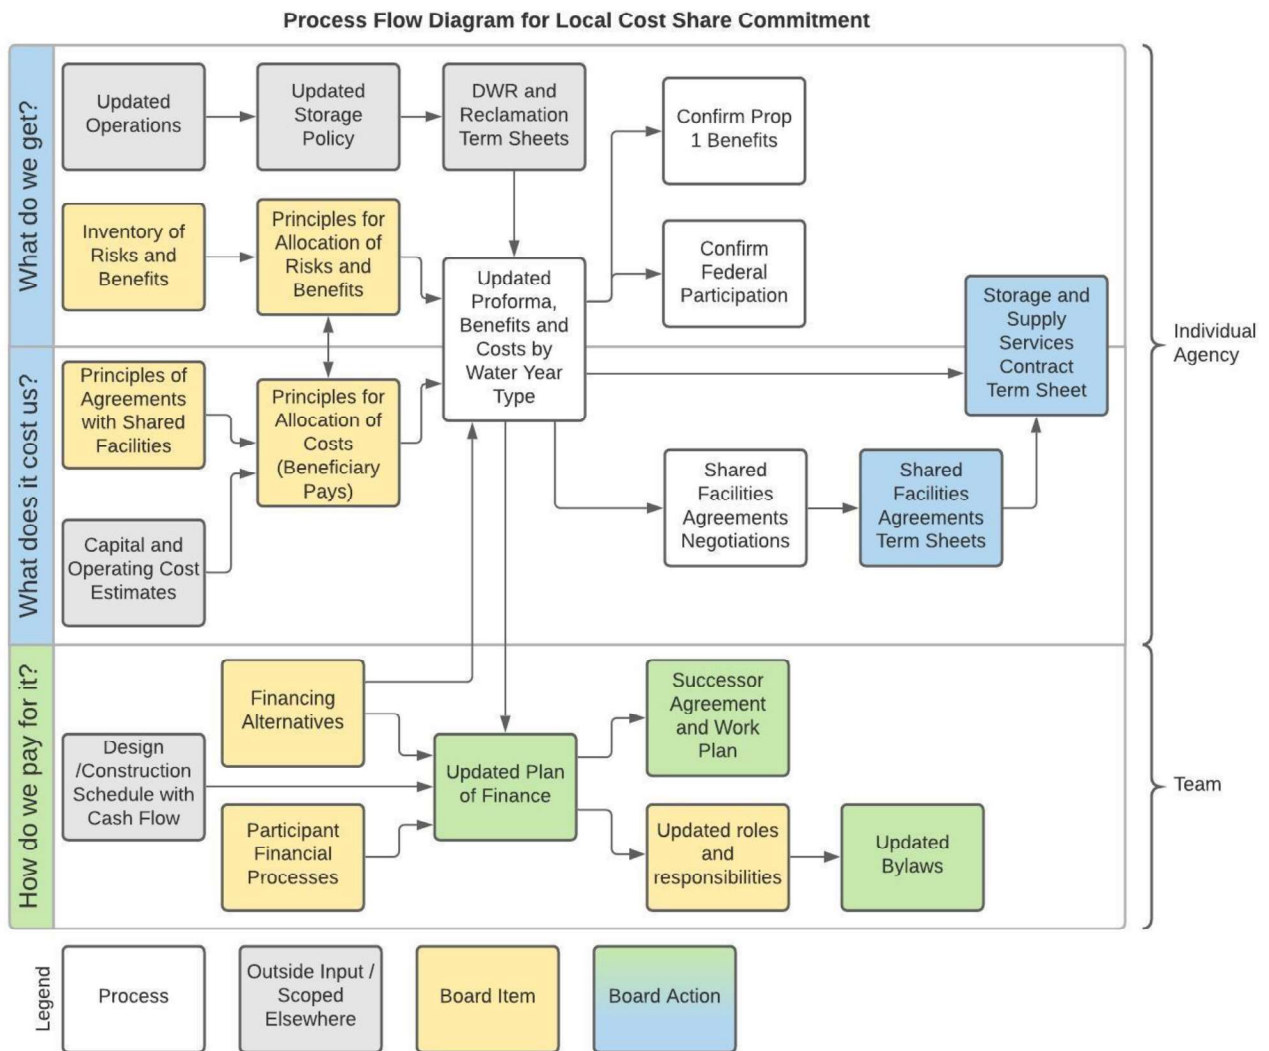 Process Flow Diagram for Local Cost Share Commitment
What do we get?
Updated
Operations
Updated
Storage
Policy
DWR and
Reclamation
Term Sheets
Confirm Prop
1 Benefits
Inventory of
Risks and
Benefits
Principles for
Allocation of
Risks and
Benefits
Updated
Proforma,
Benefits and
Costs by
Water Year
Type
Confirm
Federal
Participation
Storage and
Supply
Services
Contract
Term Sheet
Individual
Agency
What does it cost us?
Principles of
Agreements
with Shared
Facilities
Principles for
Allocation of
Costs
(Beneficiary
Pays)
Capital and
Operating Cost
Estimates
Shared
Facilities
Agreements
Negotiations
Shared
Facilities
Agreements
Term Sheets
How do we pay for it?
Financing
Alternatives
Design
/Construction
Schedule with
Cash Flow
Participant
Financial
Processes
Updated Plan
of Finance
Successor
Agreement
and Work
Plan
Updated roles
and
responsibilities
Updated
Bylaws
Team
Legend
Process
Outside Input /
Scoped
Elsewhere
Board Item
Board Action